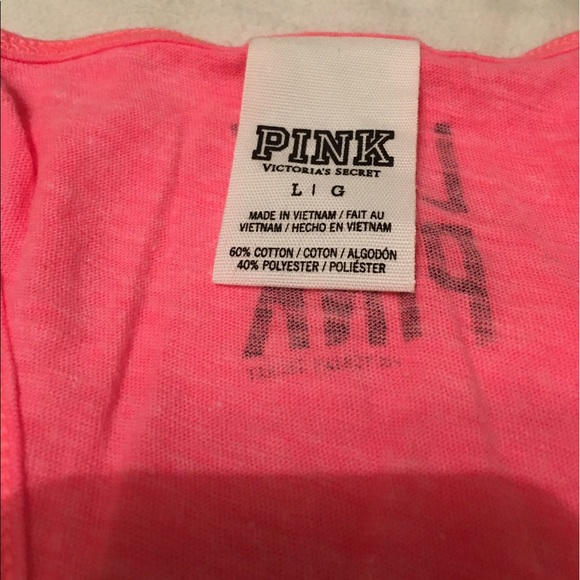 PINK
VICTORIA'S SECRET
L | G
MADE IN VIETNAM / FAIT AU
VIETNAM / HECHO EN VIETNAM
60% COTTON / COTON / ALGODÓN
40% POLYESTER / POLIÉSTER
PINK